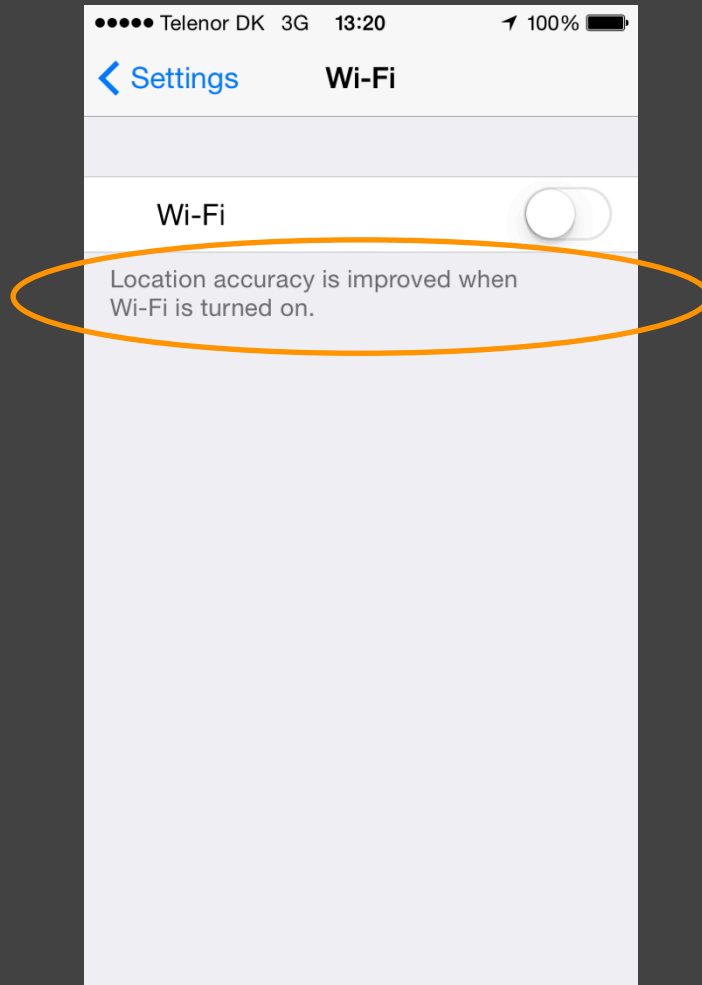 Telenor DK 3G 13:20 100%
Settings Wi-Fi
Wi-Fi
Location accuracy is improved when
Wi-Fi is turned on.